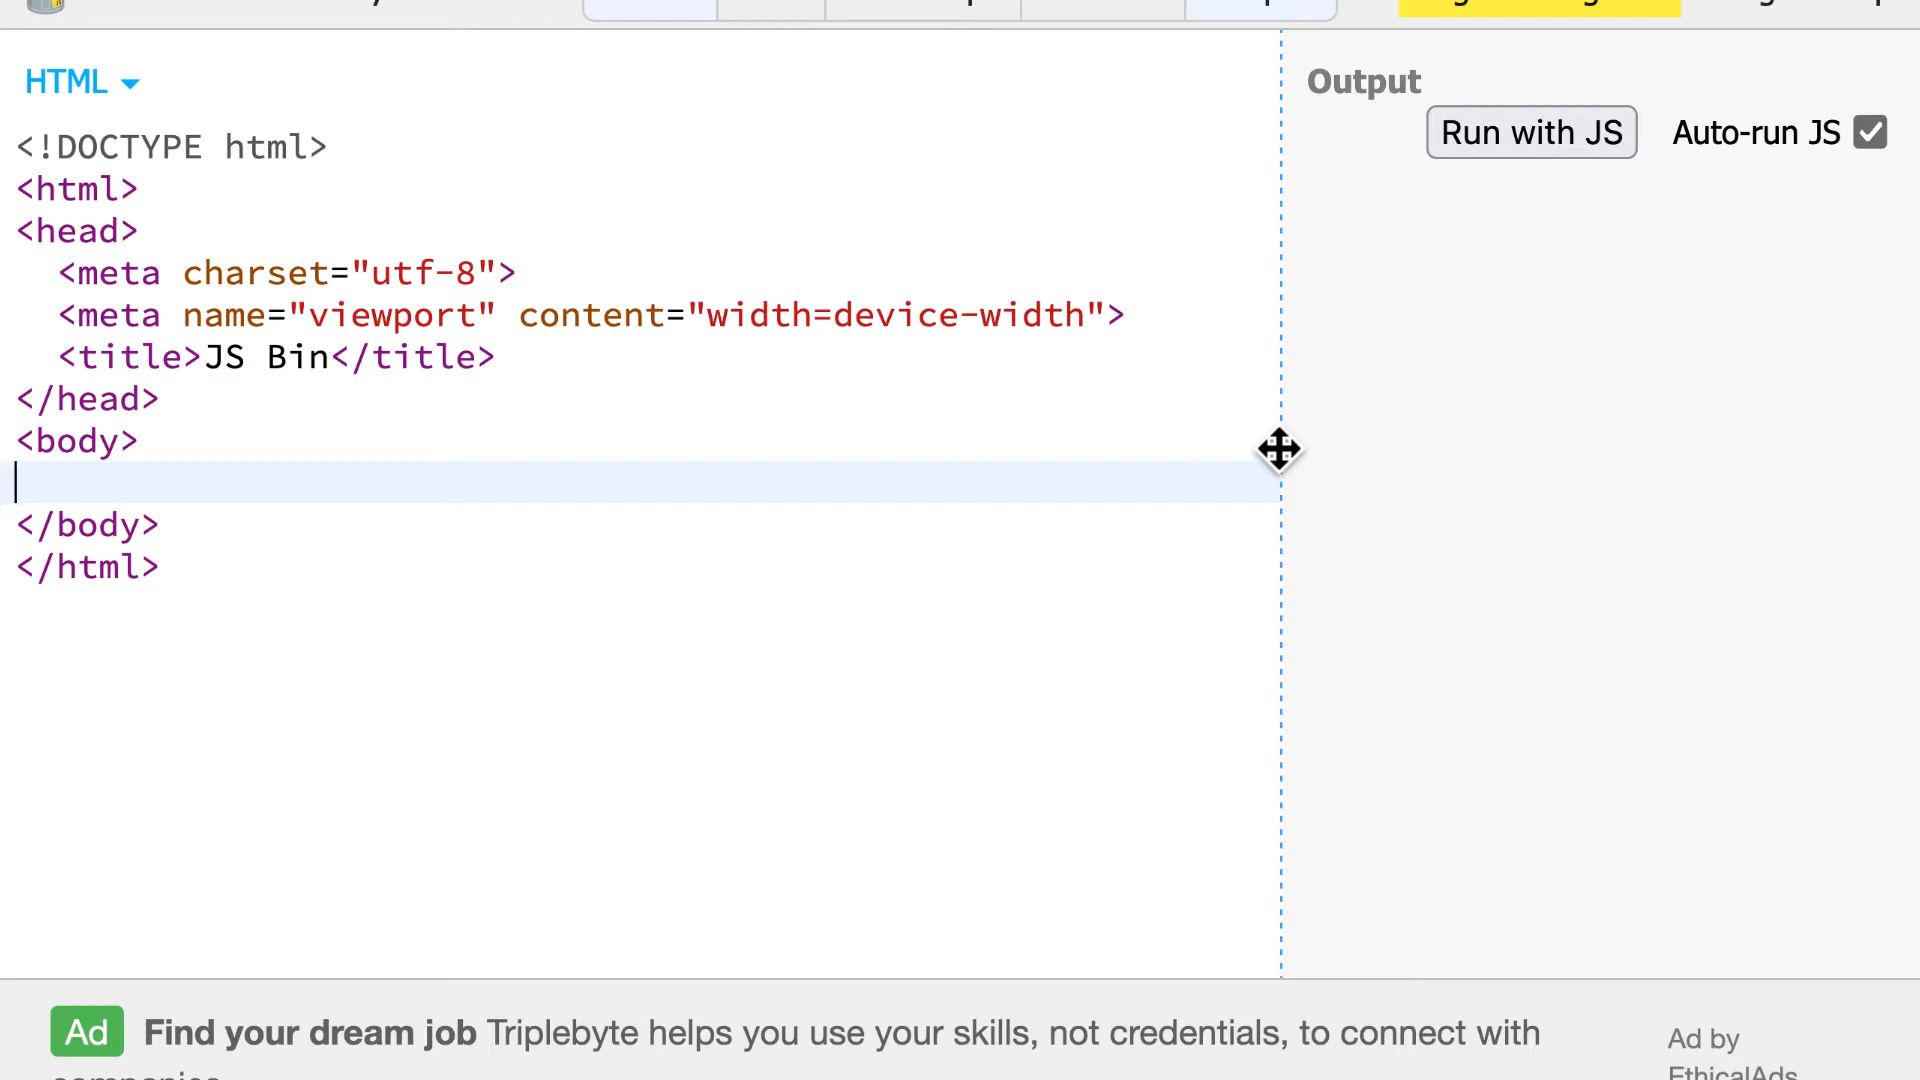 HTML
Output
Run with JS
Auto-run JS
<!DOCTYPE html>
<html>
<head>
  <meta charset="utf-8">
  <meta name="viewport" content="width=device-width">
  <title>JS Bin</title>
</head>
<body>
</body>
</html>
Ad Find your dream job Triplebyte helps you use your skills, not credentials, to connect with
Ad by
EthicalAds